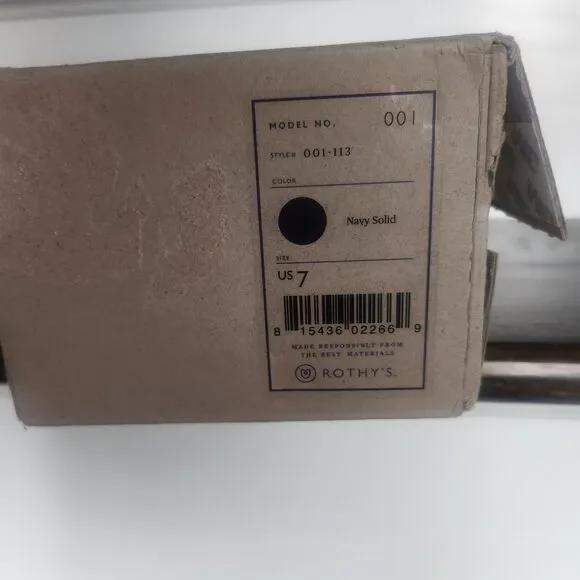 MODEL NO. 001
STYLE# 001-113
COLOR
Navy Solid
SIZE
US 7
8 15436 02266 9
MADE RESPONSIBLY FROM
THE BEST MATERIALS
ROTHY'S